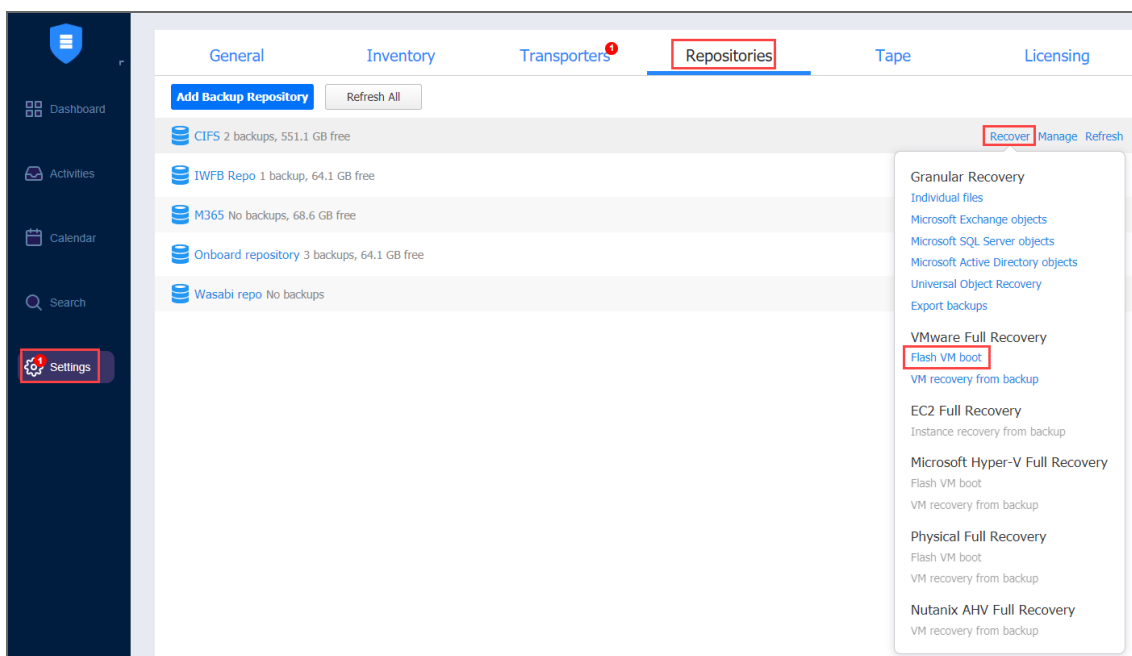 General Inventory Transporters 1 Repositories Tape Licensing
Add Backup Repository Refresh All
Dashboard
CIFS 2 backups, 551.1 GB free Recover Manage Refresh
Activities
IWFB Repo 1 backup, 64.1 GB free
M365 No backups, 68.6 GB free
Calendar
Onboard repository 3 backups, 64.1 GB free
Search
Wasabi repo No backups
1 Settings
Granular Recovery
Individual files
Microsoft Exchange objects
Microsoft SQL Server objects
Microsoft Active Directory objects
Universal Object Recovery
Export backups
VMware Full Recovery
Flash VM boot
VM recovery from backup
EC2 Full Recovery
Instance recovery from backup
Microsoft Hyper-V Full Recovery
Flash VM boot
VM recovery from backup
Physical Full Recovery
Flash VM boot
VM recovery from backup
Nutanix AHV Full Recovery
VM recovery from backup